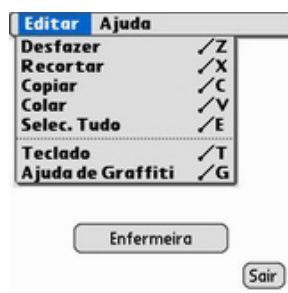 Editar Ajuda
Desfazer /Z
Recortar /X
Copiar /C
Colar /V
Selec. Tudo /E
Teclado /T
Ajuda de Graffiti /G
Enfermeira
Sair